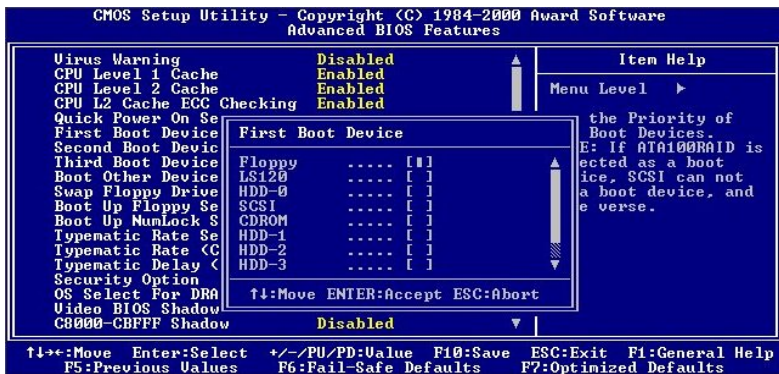 CMOS Setup Utility - Copyright (C) 1984-2000 Award Software
Advanced BIOS Features
Virus Warning Disabled
CPU Level 1 Cache Enabled
CPU Level 2 Cache Enabled
CPU L2 Cache ECC Checking Enabled
Quick Power On Se
First Boot Device
Second Boot Devic
Third Boot Device
Boot Other Device
Swap Floppy Drive
Boot Up Floppy Se
Boot Up NumLock S
Typematic Rate Se
Typematic Rate (C
Typematic Delay (
Security Option
OS Select For DRA
Video BIOS Shadow
C8000-CBFFF Shadow Disabled
First Boot Device
Floppy ..... [▮]
LS120 ..... [ ]
HDD-0 ..... [ ]
SCSI ..... [ ]
CDROM ..... [ ]
HDD-1 ..... [ ]
HDD-2 ..... [ ]
HDD-3 ..... [ ]
↑↓:Move ENTER:Accept ESC:Abort
Item Help
Menu Level ►
the Priority of
Boot Devices.
E: If ATA100RAID is
ected as a boot
ice, SCSI can not
a boot device, and
e verse.
↑↓→←:Move Enter:Select +/-/PU/PD:Value F10:Save ESC:Exit F1:General Help
F5:Previous Values F6:Fail-Safe Defaults F7:Optimized Defaults